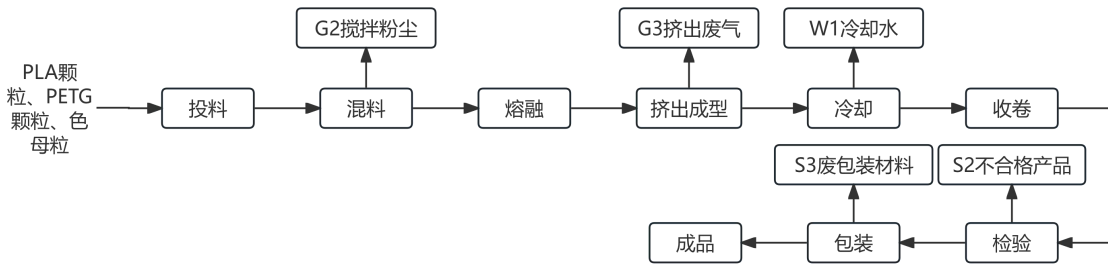 G2搅拌粉尘
G3挤出废气
W1冷却水
PLA颗
粒、PETG
颗粒、色
母粒
投料
混料
熔融
挤出成型
冷却
收卷
S3废包装材料
S2不合格产品
成品
包装
检验